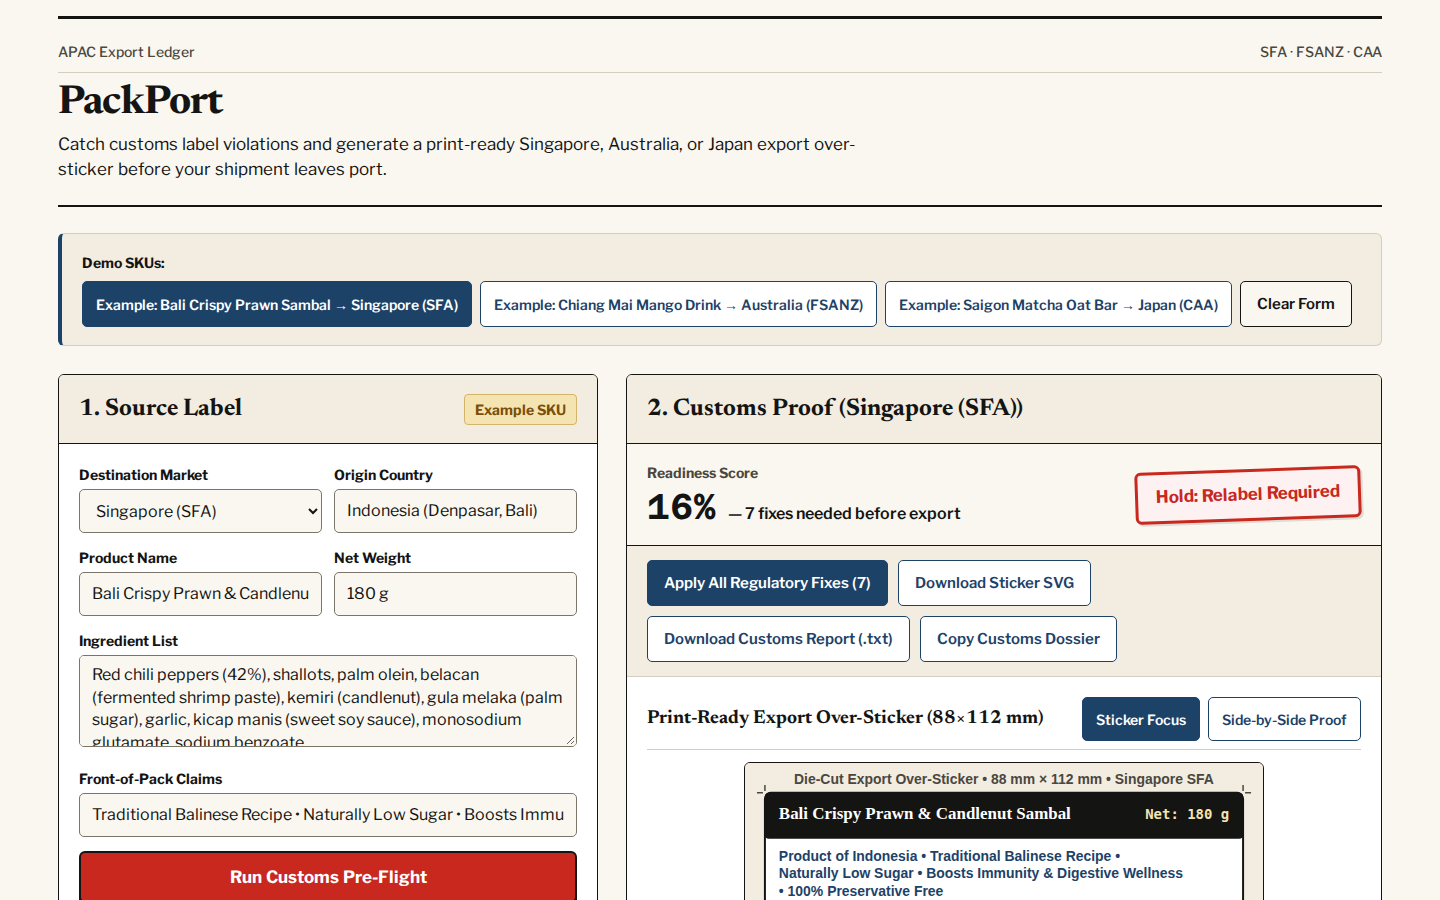 APAC Export Ledger
SFA · FSANZ · CAA
PackPort
Catch customs label violations and generate a print-ready Singapore, Australia, or Japan export over-
sticker before your shipment leaves port.
Demo SKUs:
Example: Bali Crispy Prawn Sambal → Singapore (SFA)
Example: Chiang Mai Mango Drink → Australia (FSANZ)
Example: Saigon Matcha Oat Bar → Japan (CAA)
Clear Form
1. Source Label
Example SKU
Destination Market
Origin Country
Singapore (SFA)
Indonesia (Denpasar, Bali)
Product Name
Net Weight
Bali Crispy Prawn & Candlenu
180 g
Ingredient List
Red chili peppers (42%), shallots, palm olein, belacan
(fermented shrimp paste), kemiri (candlenut), gula melaka (palm
sugar), garlic, kicap manis (sweet soy sauce), monosodium
glutamate, sodium benzoate
Front-of-Pack Claims
Traditional Balinese Recipe • Naturally Low Sugar • Boosts Immu
Run Customs Pre-Flight
2. Customs Proof (Singapore (SFA))
Readiness Score
16% — 7 fixes needed before export
Hold: Relabel Required
Apply All Regulatory Fixes (7)
Download Sticker SVG
Download Customs Report (.txt)
Copy Customs Dossier
Print-Ready Export Over-Sticker (88×112 mm)
Sticker Focus
Side-by-Side Proof
Die-Cut Export Over-Sticker • 88 mm × 112 mm • Singapore SFA
Bali Crispy Prawn & Candlenut Sambal
Net: 180 g
Product of Indonesia • Traditional Balinese Recipe •
Naturally Low Sugar • Boosts Immunity & Digestive Wellness
• 100% Preservative Free